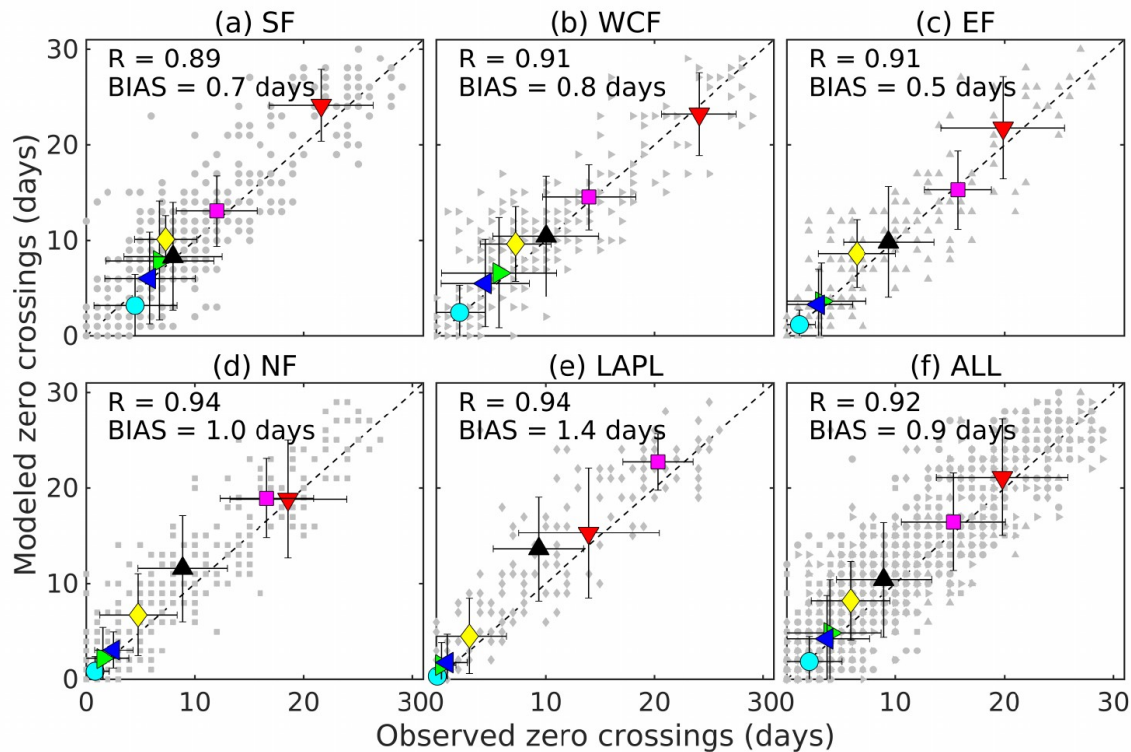 (a) SF
(b) WCF
(c) EF
R = 0.89
BIAS = 0.7 days
R = 0.91
BIAS = 0.8 days
R = 0.91
BIAS = 0.5 days
30
20
10
0
(d) NF
(e) LAPL
(f) ALL
R = 0.94
BIAS = 1.0 days
R = 0.94
BIAS = 1.4 days
R = 0.92
BIAS = 0.9 days
30
20
10
0
0 10 20 30
0 10 20 30
0 10 20 30
Modeled zero crossings (days)
Observed zero crossings (days)